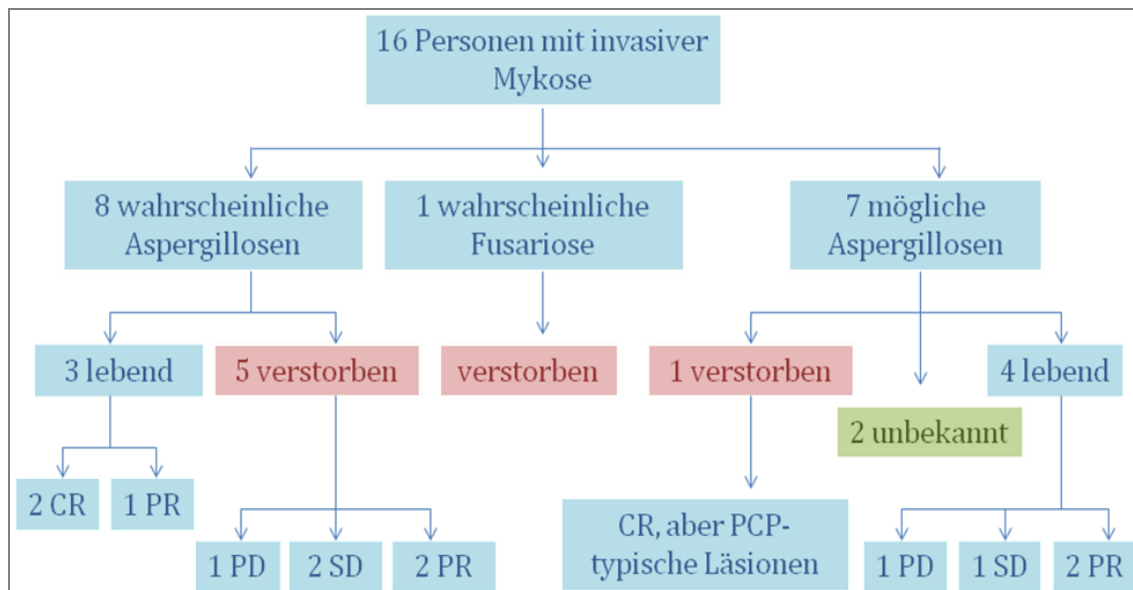 16 Personen mit invasiver
Mykose
8 wahrscheinliche
Aspergillosen
1 wahrscheinliche
Fusariose
7 mögliche
Aspergillosen
3 lebend
5 verstorben
verstorben
1 verstorben
4 lebend
2 unbekannt
2 CR
1 PR
1 PD
2 SD
2 PR
CR, aber PCP-
typische Läsionen
1 PD
1 SD
2 PR